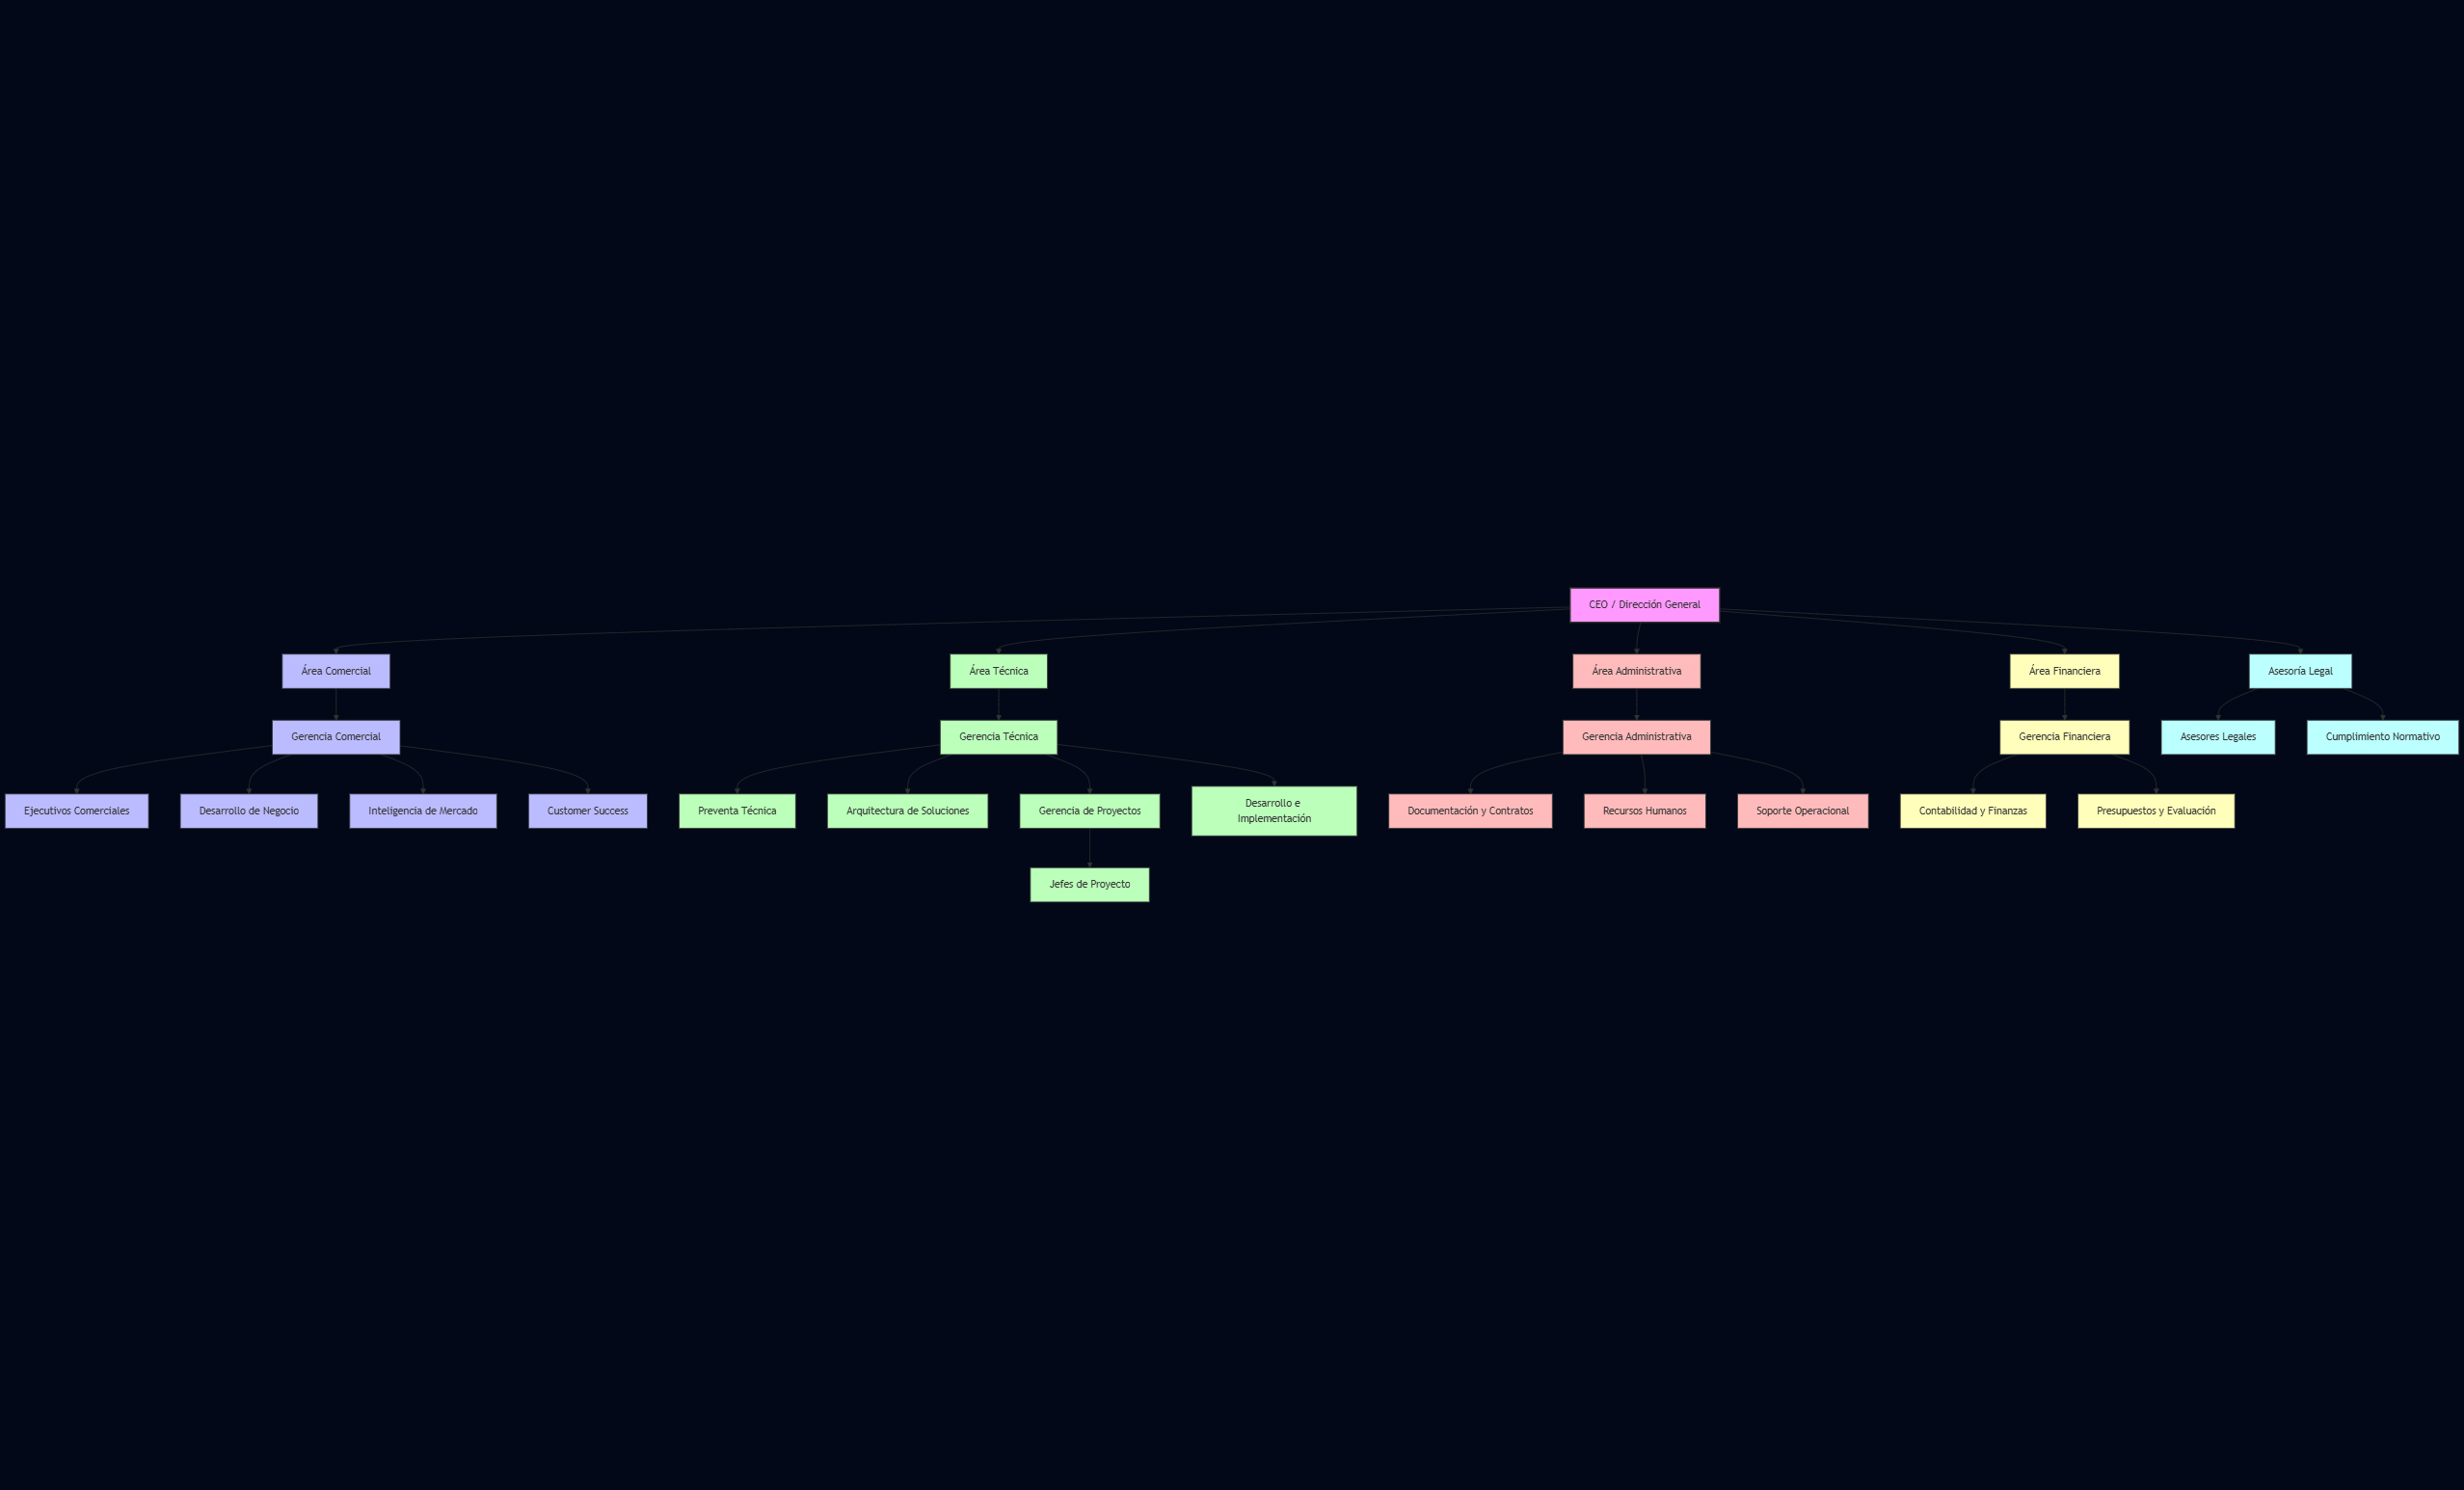 CEO / Dirección General
Área Comercial
Área Técnica
Área Administrativa
Área Financiera
Asesoría Legal
Gerencia Comercial
Gerencia Técnica
Gerencia Administrativa
Gerencia Financiera
Asesores Legales
Cumplimiento Normativo
Ejecutivos Comerciales
Desarrollo de Negocio
Inteligencia de Mercado
Customer Success
Preventa Técnica
Arquitectura de Soluciones
Gerencia de Proyectos
Desarrollo e
Implementación
Documentación y Contratos
Recursos Humanos
Soporte Operacional
Contabilidad y Finanzas
Presupuestos y Evaluación
Jefes de Proyecto